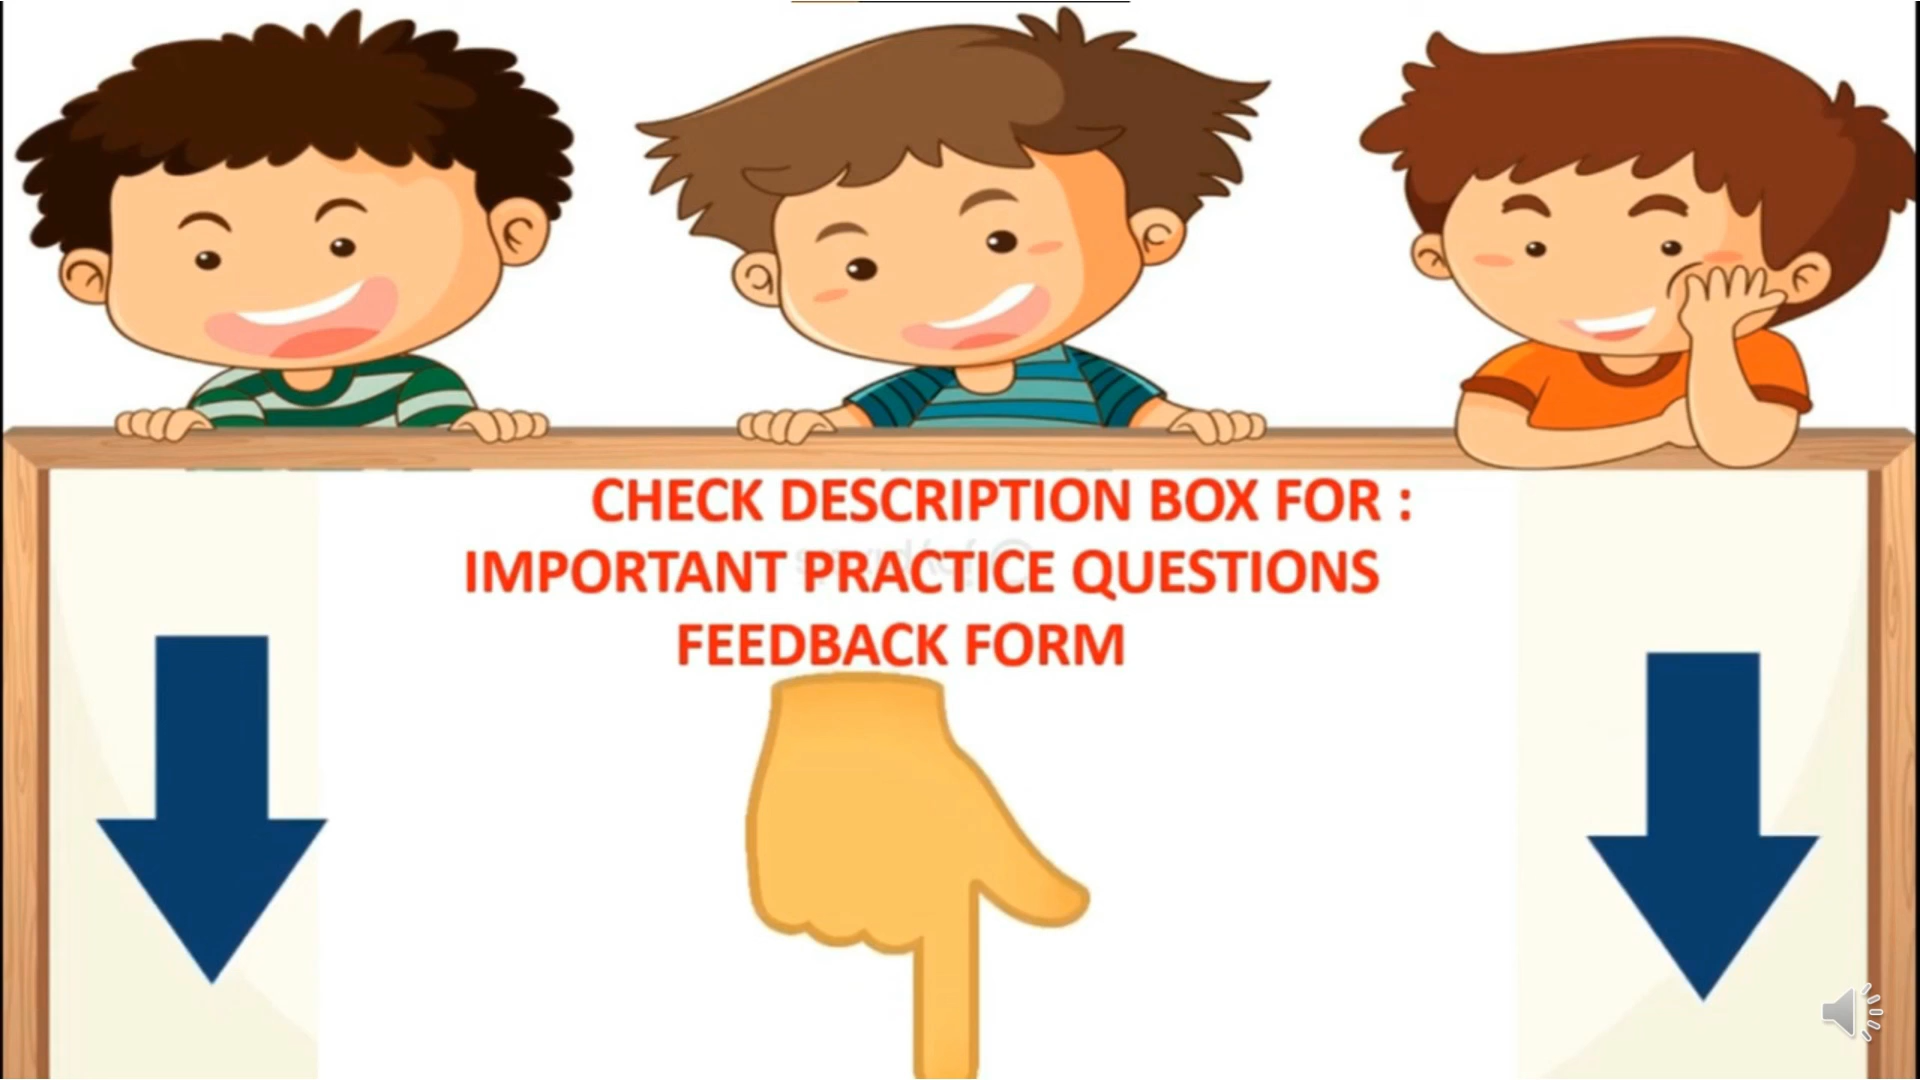 CHECK DESCRIPTION BOX FOR :
IMPORTANT PRACTICE QUESTIONS
FEEDBACK FORM